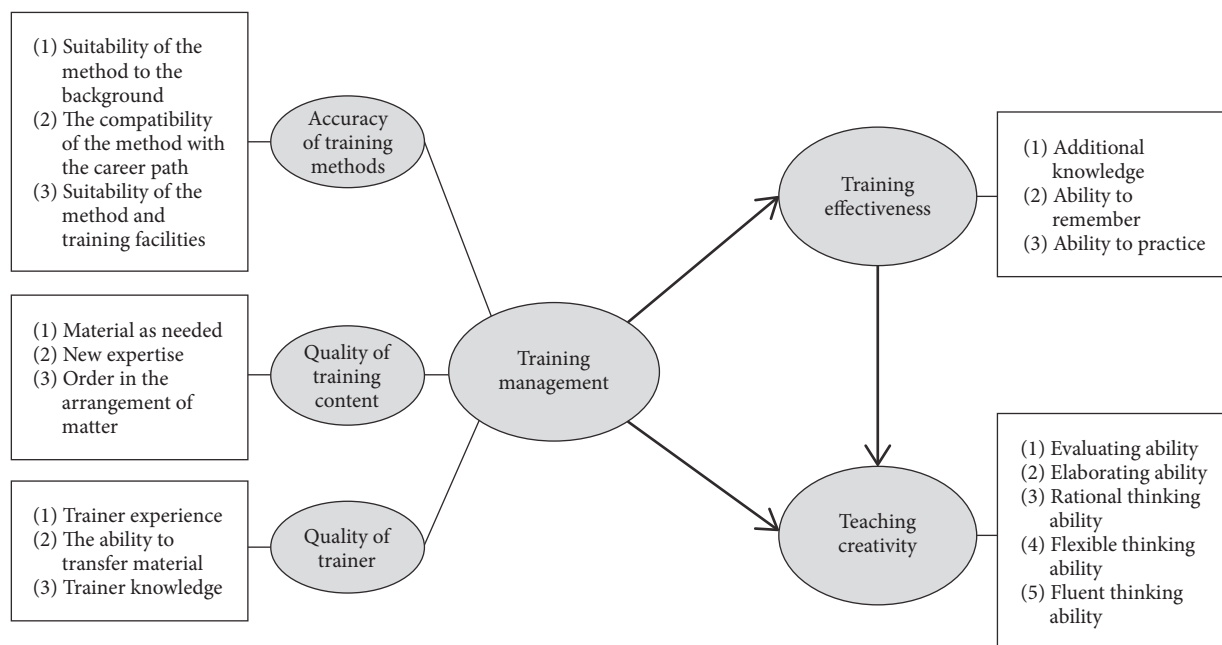 (1) Suitability of the
method to the
background
(2) The compatibility
of the method with
the career path
(3) Suitability of the
method and
training facilities
Accuracy
of training
methods
(1) Material as needed
(2) New expertise
(3) Order in the
arrangement of
matter
Quality of
training
content
(1) Trainer experience
(2) The ability to
transfer material
(3) Trainer knowledge
Quality of
trainer
Training
management
Training
effectiveness
(1) Additional
knowledge
(2) Ability to
remember
(3) Ability to practice
Teaching
creativity
(1) Evaluating ability
(2) Elaborating ability
(3) Rational thinking
ability
(4) Flexible thinking
ability
(5) Fluent thinking
ability